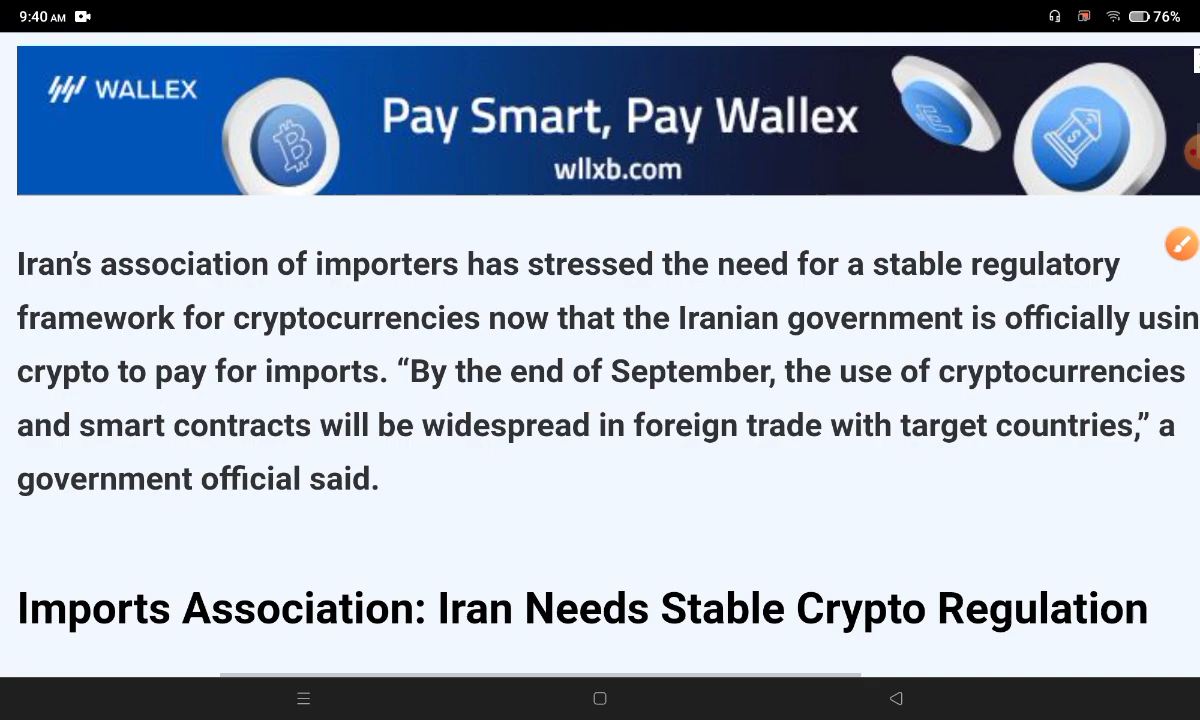 9:40 AM
76%
WALLEX
Pay Smart, Pay Wallex
wllxb.com
Iran’s association of importers has stressed the need for a stable regulatory
framework for cryptocurrencies now that the Iranian government is officially usin
crypto to pay for imports. “By the end of September, the use of cryptocurrencies
and smart contracts will be widespread in foreign trade with target countries,” a
government official said.
Imports Association: Iran Needs Stable Crypto Regulation